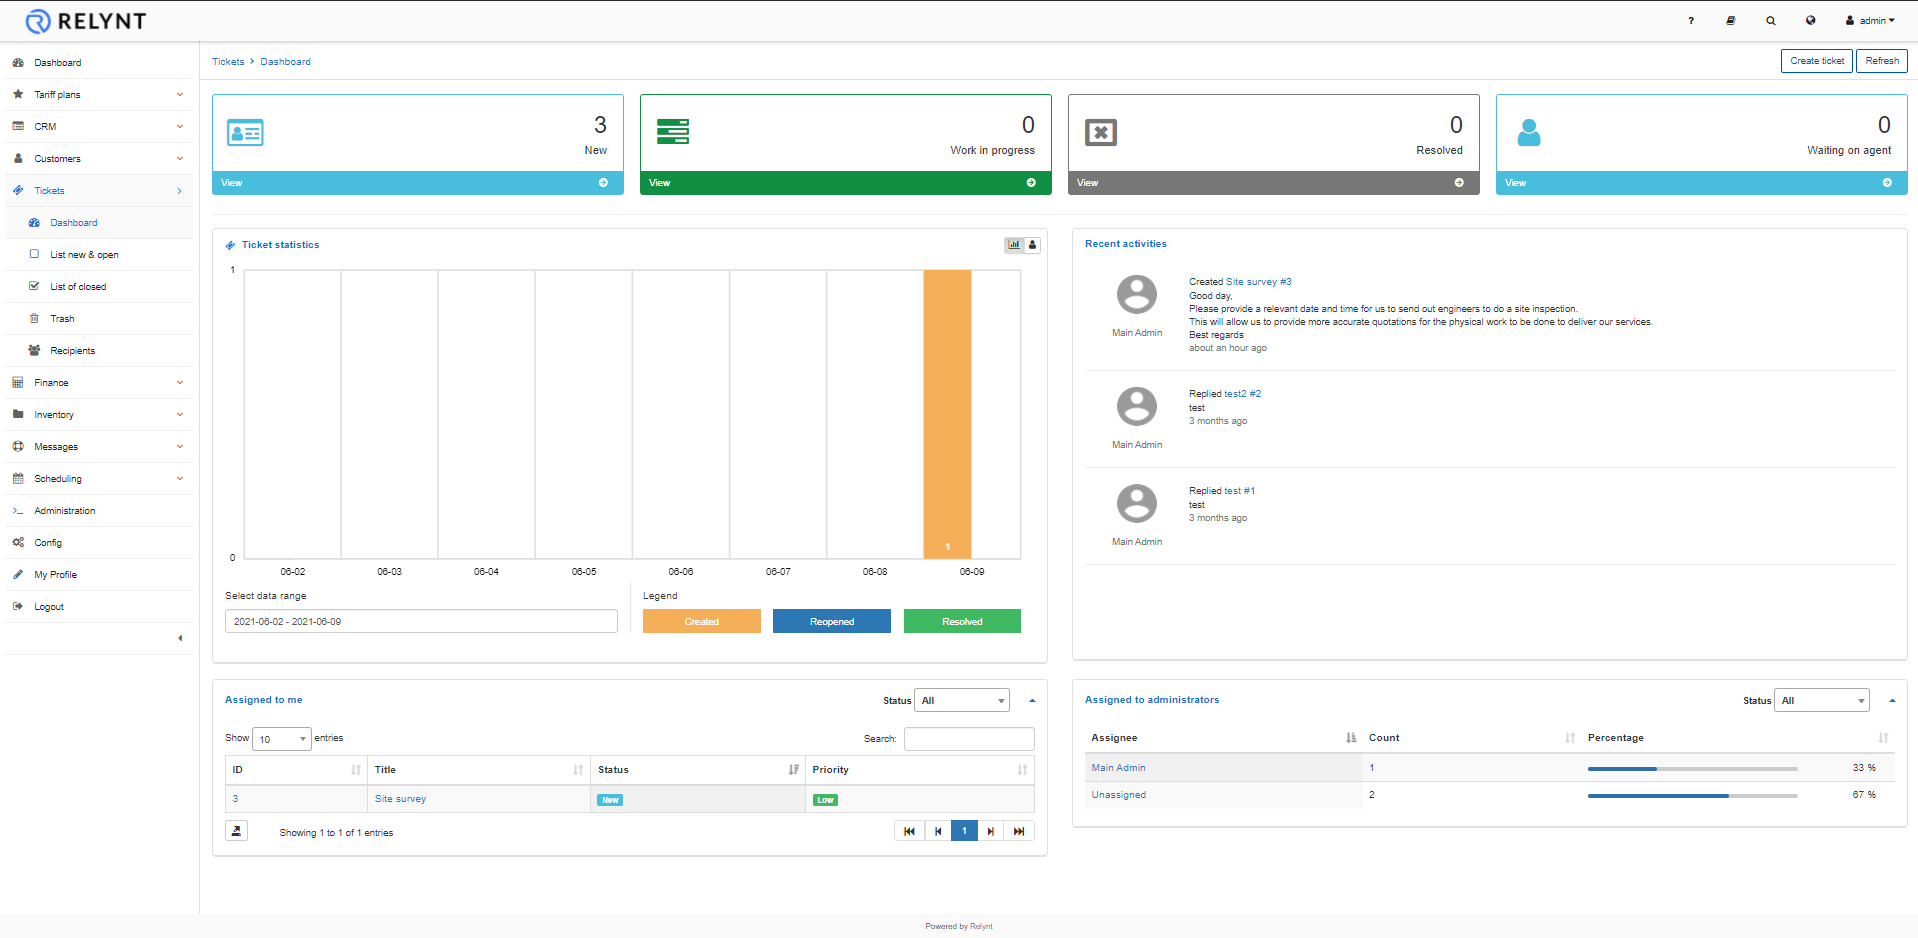 RELYNT
? admin
Dashboard
Tariff plans
CRM
Customers
Tickets
Dashboard
List new & open
List of closed
Trash
Recipients
Finance
Inventory
Messages
Scheduling
Administration
Config
My Profile
Logout
Tickets > Dashboard
Create ticket
Refresh
3
New
View
0
Work in progress
View
0
Resolved
View
0
Waiting on agent
View
Ticket statistics
1
0
1
06-02 06-03 06-04 06-05 06-06 06-07 06-08 06-09
Select data range
2021-06-02 - 2021-06-09
Legend
Created
Reopened
Resolved
Recent activities
Main Admin
Created Site survey #3
Good day,
Please provide a relevant date and time for us to send out engineers to do a site inspection.
This will allow us to provide more accurate quotations for the physical work to be done to deliver our services.
Best regards
about an hour ago
Main Admin
Replied test2 #2
test
3 months ago
Main Admin
Replied test #1
test
3 months ago
Assigned to me
Status All
Show 10 entries
Search:
ID Title Status Priority
3 Site survey New Low
Showing 1 to 1 of 1 entries
1
Assigned to administrators
Status All
Assignee Count Percentage
Main Admin 1 33 %
Unassigned 2 67 %
Powered by Relynt